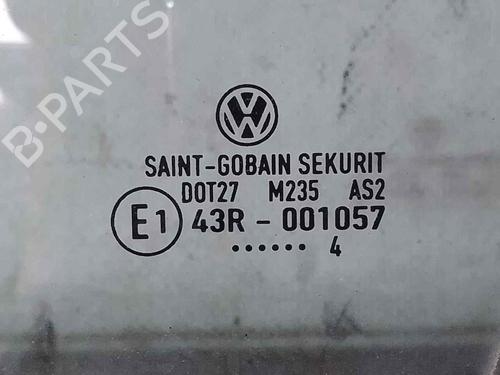 B-PARTS
SAINT-GOBAIN SEKURIT
DOT27 M235 AS2
E1 43R - 001057
...... 4